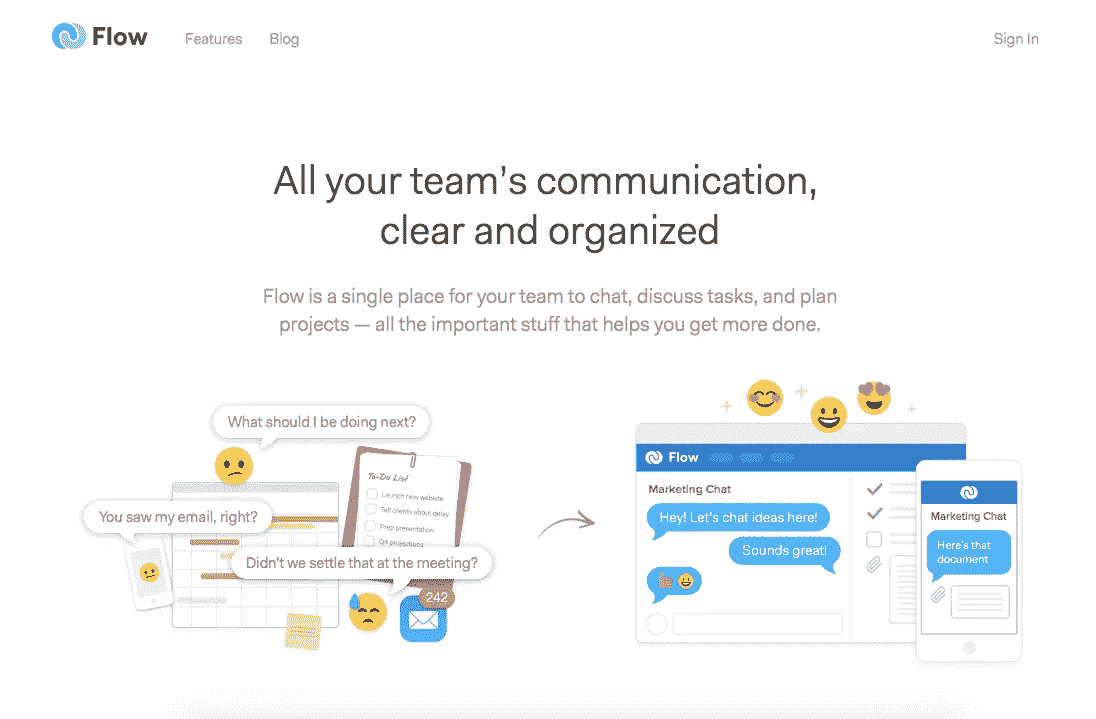 Flow
Features
Blog
Sign In
All your team's communication,
clear and organized
Flow is a single place for your team to chat, discuss tasks, and plan
projects — all the important stuff that helps you get more done.
What should I be doing next?
You saw my email, right?
To-Do List
Launch new website
Tell clients about delay
Prep presentation
Q4 projections
Didn't we settle that at the meeting?
242
Flow
Marketing Chat
Hey! Let's chat ideas here!
Sounds great!
Marketing Chat
Here's that
document